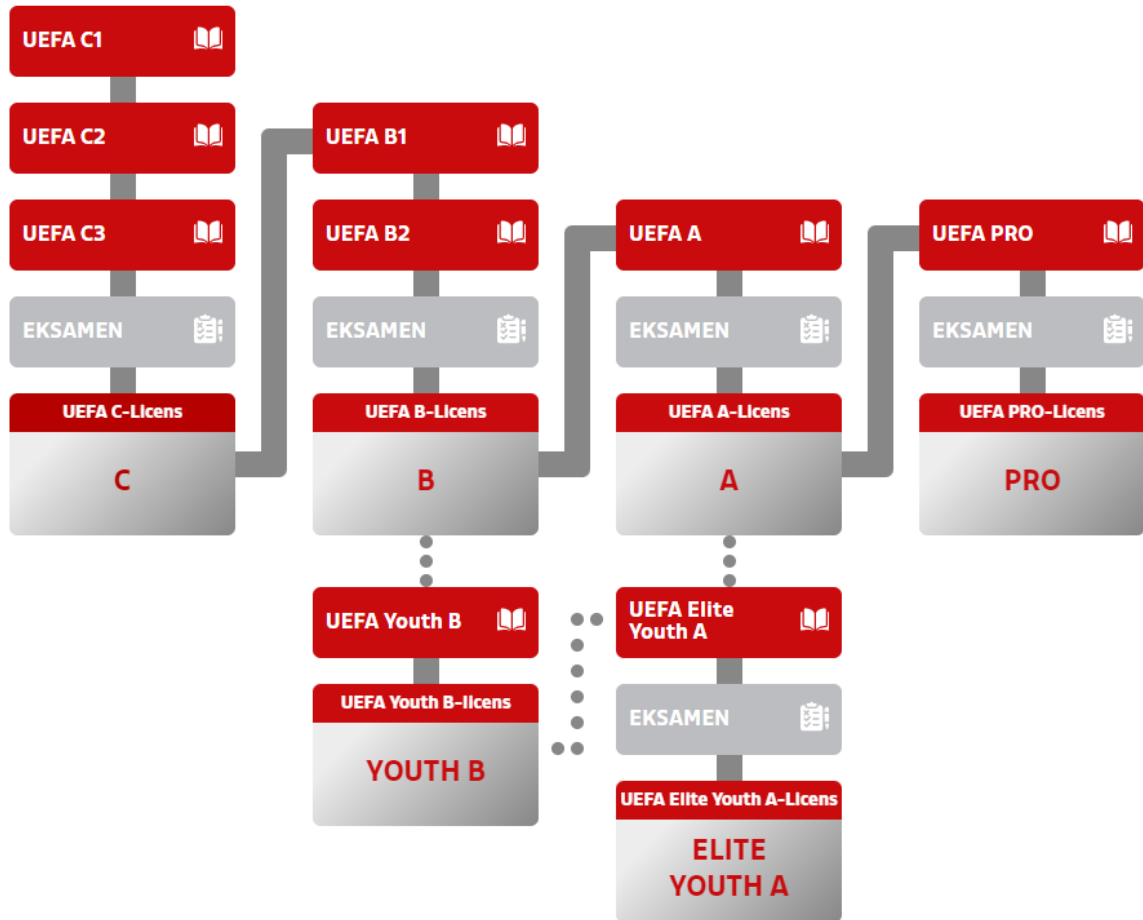 UEFA C1
UEFA C2
UEFA C3
EKSAMEN
UEFA C-Licens
C
UEFA B1
UEFA B2
EKSAMEN
UEFA B-Licens
B
UEFA Youth B
UEFA Youth B-licens
YOUTH B
UEFA A
EKSAMEN
UEFA A-Licens
A
UEFA Elite
Youth A
EKSAMEN
UEFA Elite Youth A-Licens
ELITE
YOUTH A
UEFA PRO
EKSAMEN
UEFA PRO-Licens
PRO